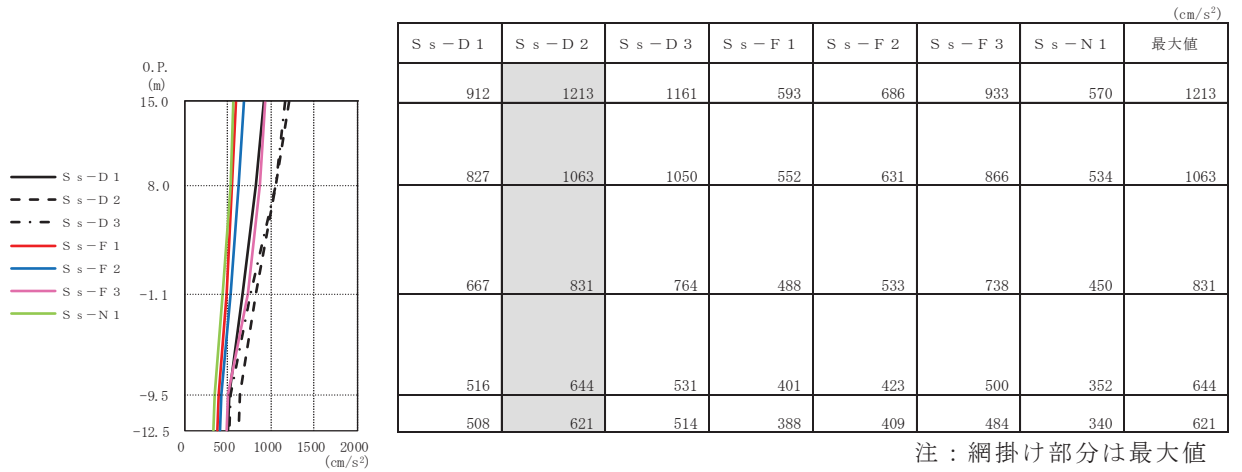 (cm/s²)
Ｓｓ－Ｄ１ Ｓｓ－Ｄ２ Ｓｓ－Ｄ３ Ｓｓ－Ｆ１ Ｓｓ－Ｆ２ Ｓｓ－Ｆ３ Ｓｓ－Ｎ１ 最大値
912 1213 1161 593 686 933 570 1213
827 1063 1050 552 631 866 534 1063
667 831 764 488 533 738 450 831
516 644 531 401 423 500 352 644
508 621 514 388 409 484 340 621
O.P.
(m)
15.0
8.0
-1.1
-9.5
-12.5
0 500 1000 1500 2000
(cm/s²)
Ｓｓ－Ｄ１
Ｓｓ－Ｄ２
Ｓｓ－Ｄ３
Ｓｓ－Ｆ１
Ｓｓ－Ｆ２
Ｓｓ－Ｆ３
Ｓｓ－Ｎ１
注：網掛け部分は最大値